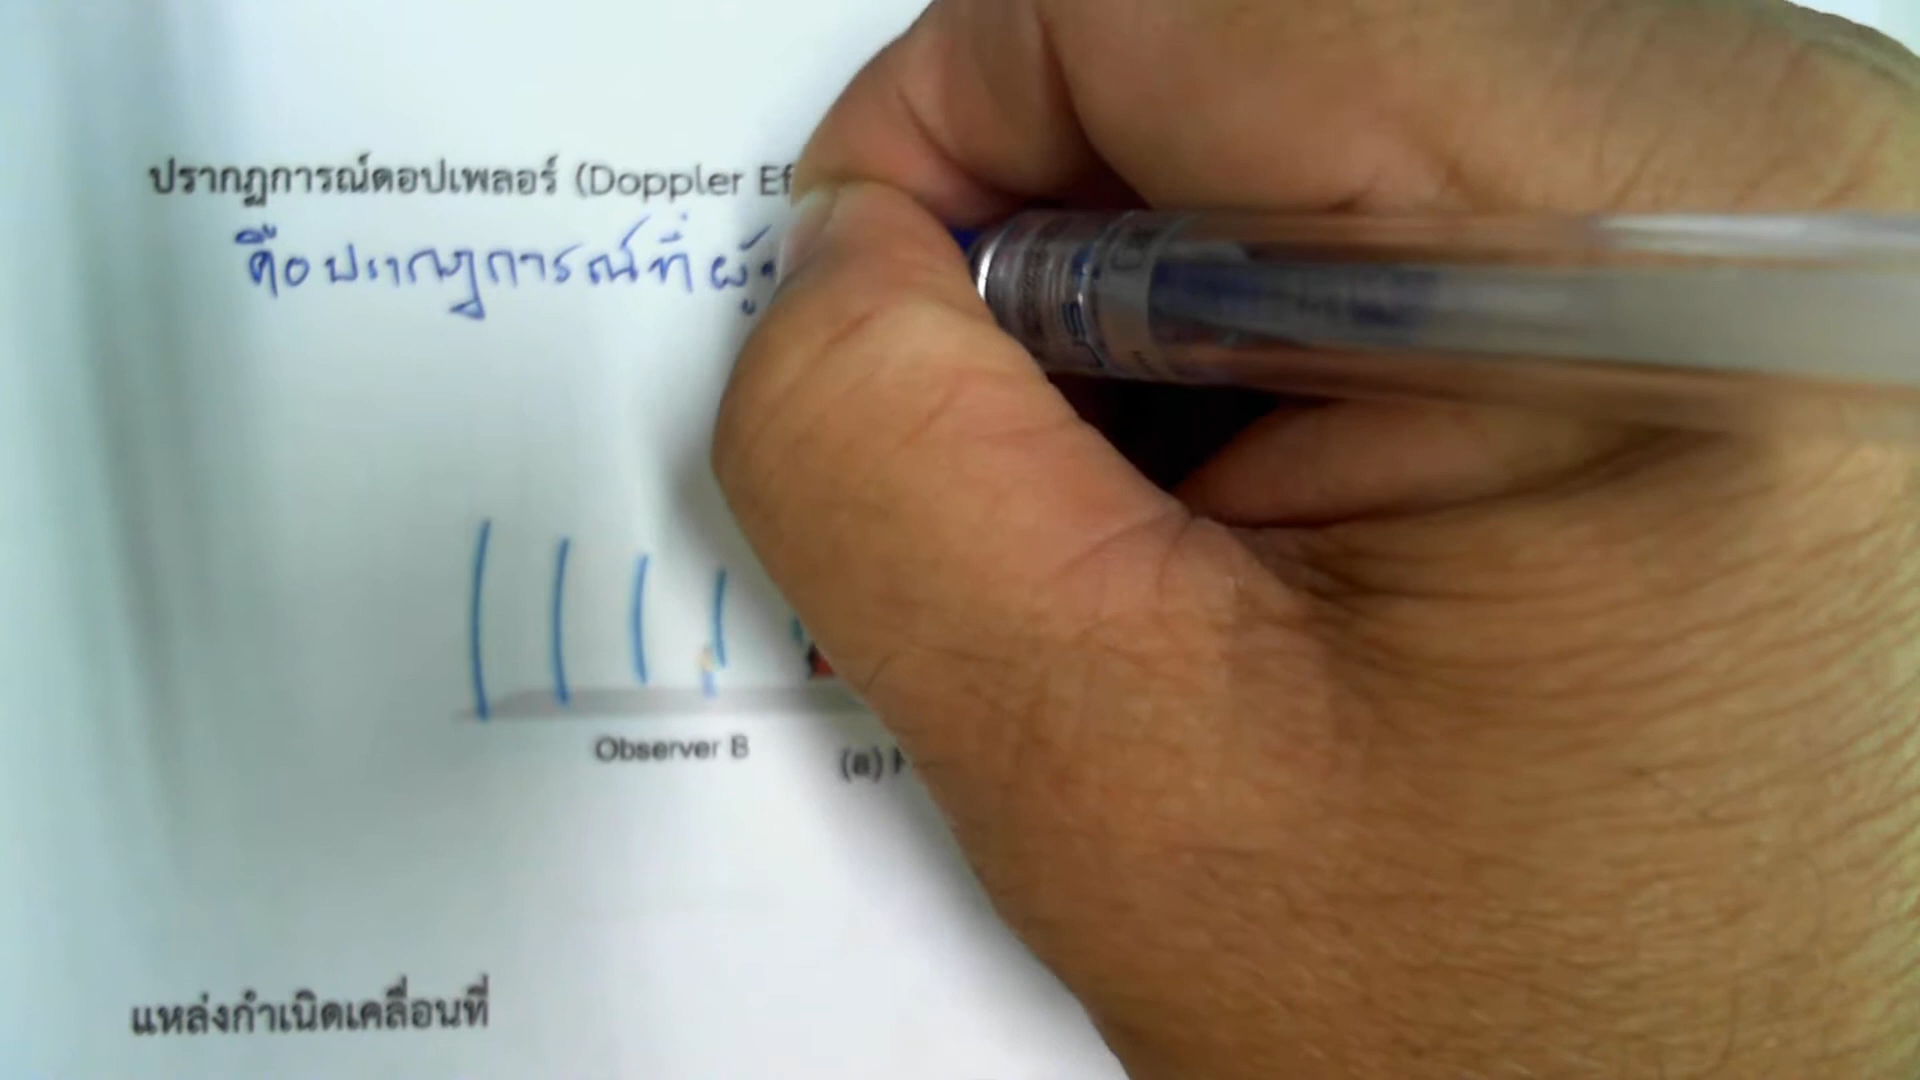 ปรากฏการณ์ดอปเพลอร์ (Doppler Ef
คือปรากฏการณ์ที่ผู้
Observer B
(a)
แหล่งกำเนิดเคลื่อนที่